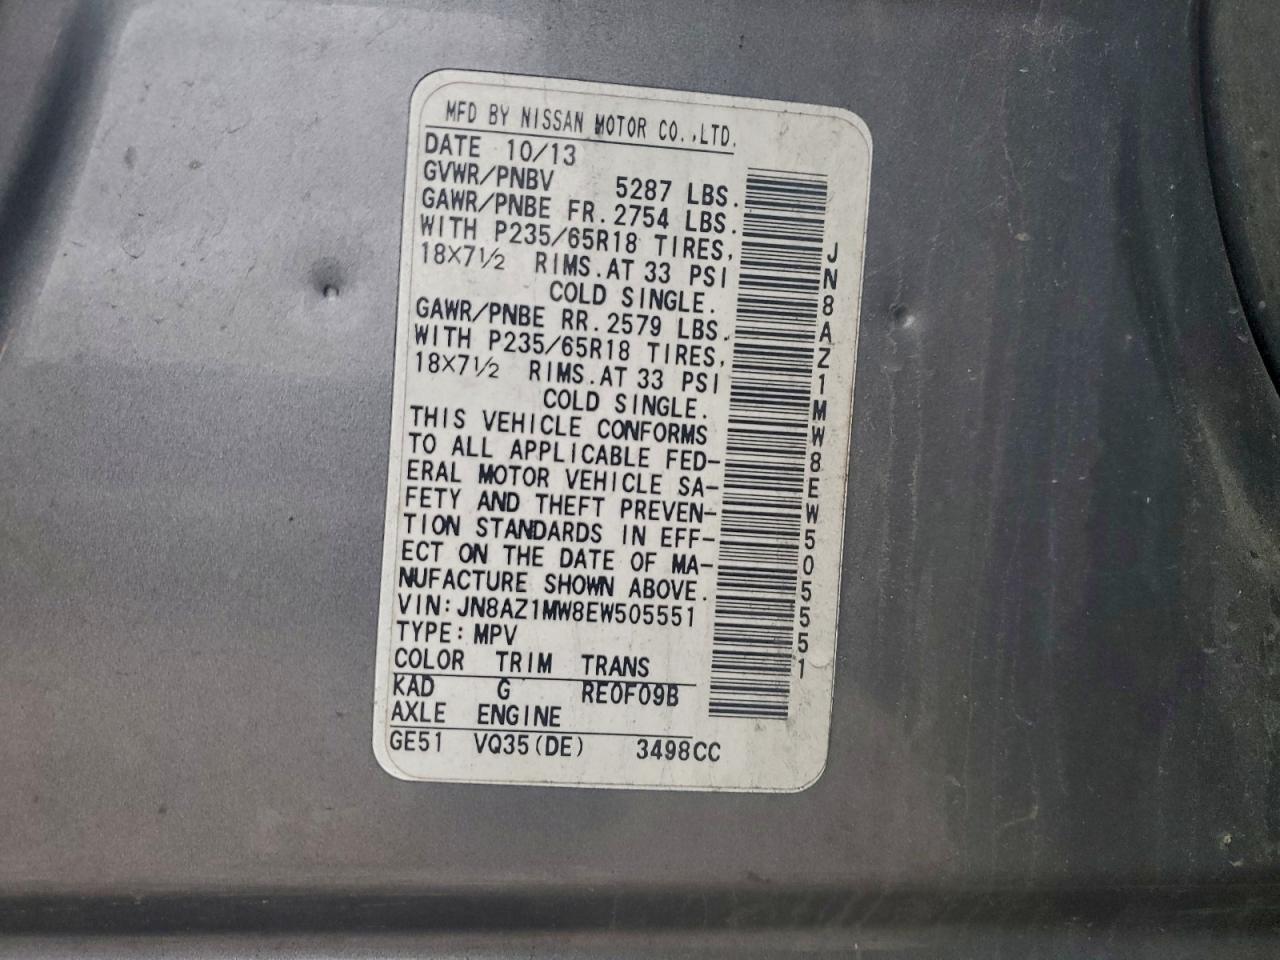 MFD BY NISSAN MOTOR CO.,LTD.
DATE 10/13
GVWR/PNBV 5287 LBS.
GAWR/PNBE FR. 2754 LBS.
WITH P235/65R18 TIRES,
18X7½ RIMS. AT 33 PSI
COLD SINGLE.
GAWR/PNBE RR. 2579 LBS.
WITH P235/65R18 TIRES,
18X7½ RIMS. AT 33 PSI
COLD SINGLE.
THIS VEHICLE CONFORMS
TO ALL APPLICABLE FED-
ERAL MOTOR VEHICLE SA-
FETY AND THEFT PREVEN-
TION STANDARDS IN EFF-
ECT ON THE DATE OF MA-
NUFACTURE SHOWN ABOVE.
VIN: JN8AZ1MW8EW505551
TYPE: MPV
COLOR TRIM TRANS
KAD G RE0F09B
AXLE ENGINE
GE51 VQ35(DE) 3498CC
JN8AZ1MW8EW505551